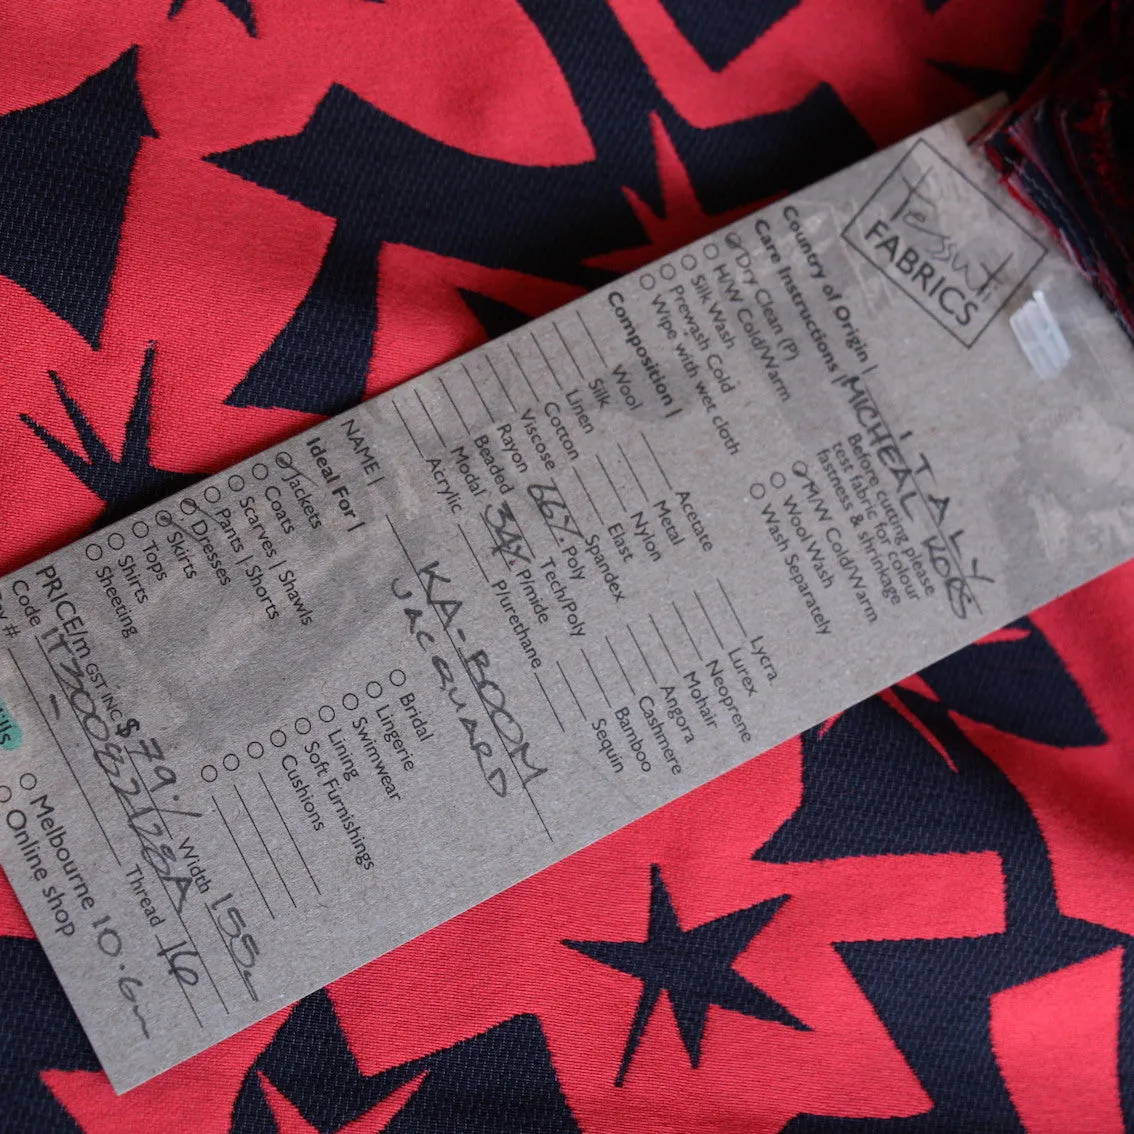 Tessuti
FABRICS
Country of Origin | ITALY
MICHEAL KORS
Care Instructions |
Before cutting please
test fabric for colour
fastness & shrinkage
Dry Clean (P)
H/W Cold/Warm
Silk Wash
Prewash Cold
Wipe with wet cloth
M/W Cold/Warm
Wool Wash
Wash Separately
Composition |
Wool
Silk
Linen
Cotton
Viscose
Rayon
Beaded
Modal
Acrylic
Acetate
Metal
Nylon
Elast
Spandex
66% Poly
Tech/Poly
34% P/mide
P/urethane
Lycra
Lurex
Neoprene
Mohair
Angora
Cashmere
Bamboo
Sequin
NAME | KA-BOOM
JACQUARD
Ideal For |
Jackets
Coats
Scarves | Shawls
Pants | Shorts
Dresses
Skirts
Tops
Shirts
Sheeting
Bridal
Lingerie
Swimwear
Lining
Soft Furnishings
Cushions
PRICE/m GST INC $ 79./ Width 155
Code Thread 16
Melbourne 10.6m
Online shop